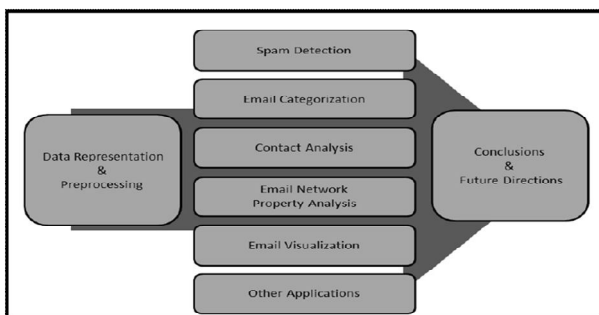 Data Representation
&
Preprocessing
Spam Detection
Email Categorization
Contact Analysis
Email Network
Property Analysis
Email Visualization
Other Applications
Conclusions
&
Future Directions